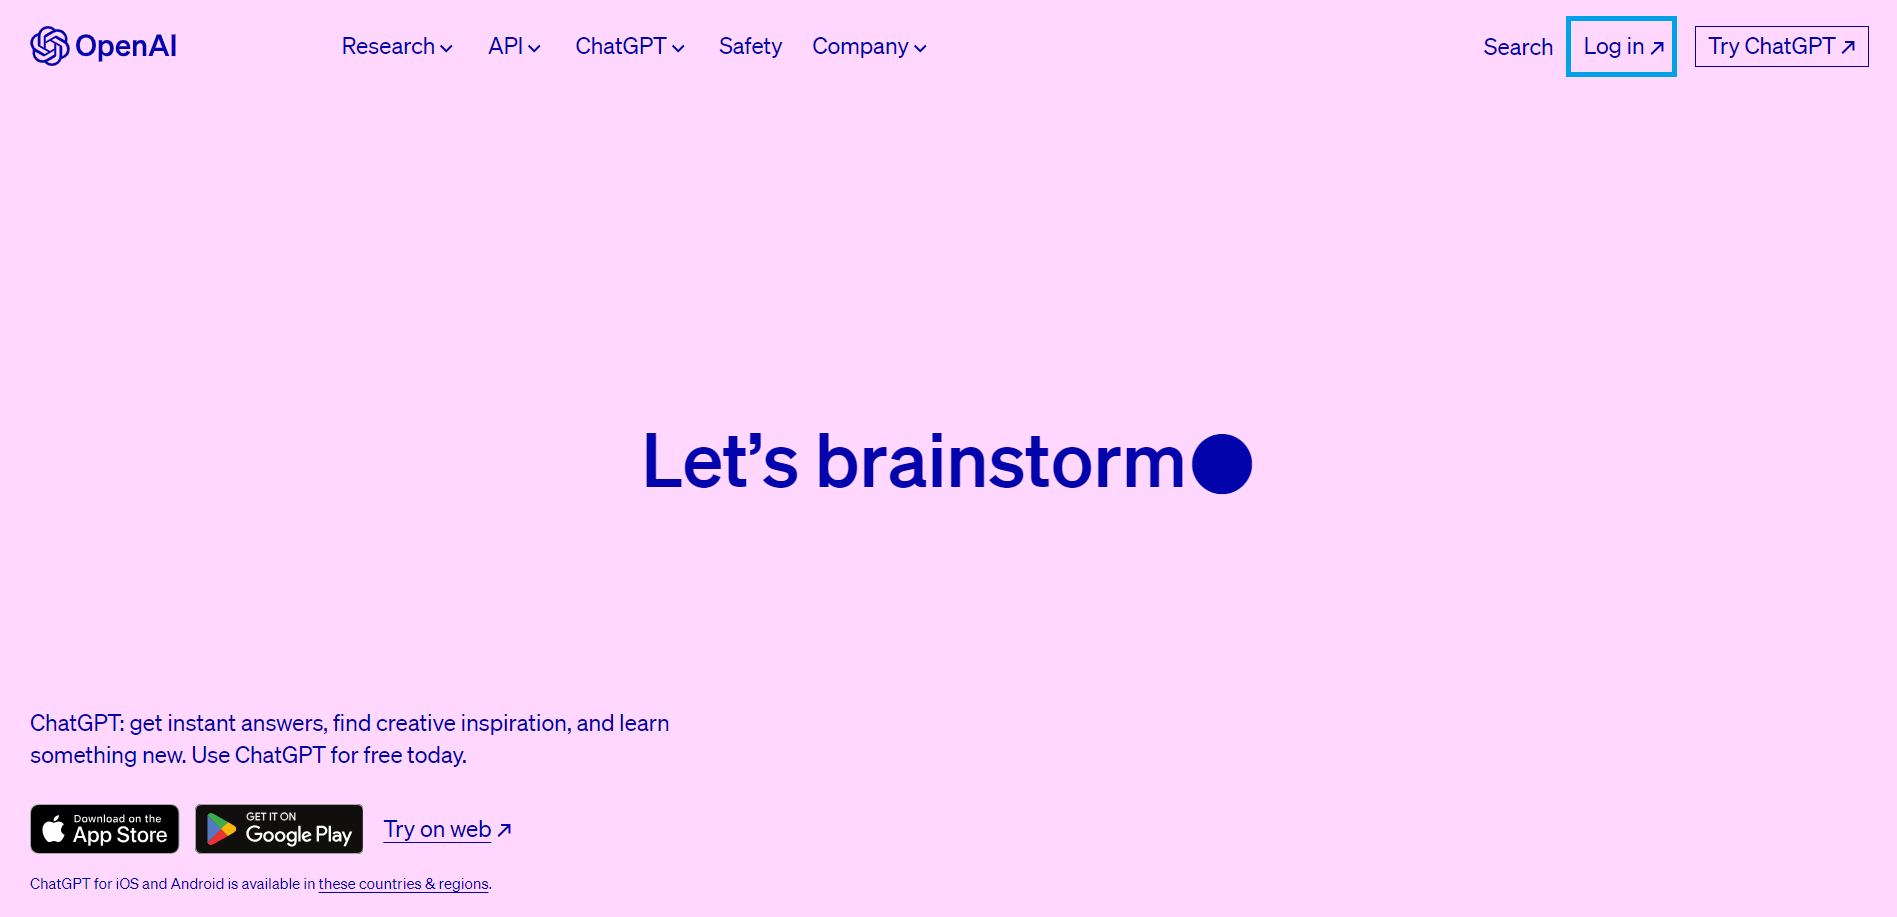 OpenAI
Research
API
ChatGPT
Safety
Company
Search
Log in
Try ChatGPT
Let’s brainstorm
ChatGPT: get instant answers, find creative inspiration, and learn
something new. Use ChatGPT for free today.
Download on the
App Store
GET IT ON
Google Play
Try on web
ChatGPT for iOS and Android is available in these countries & regions.